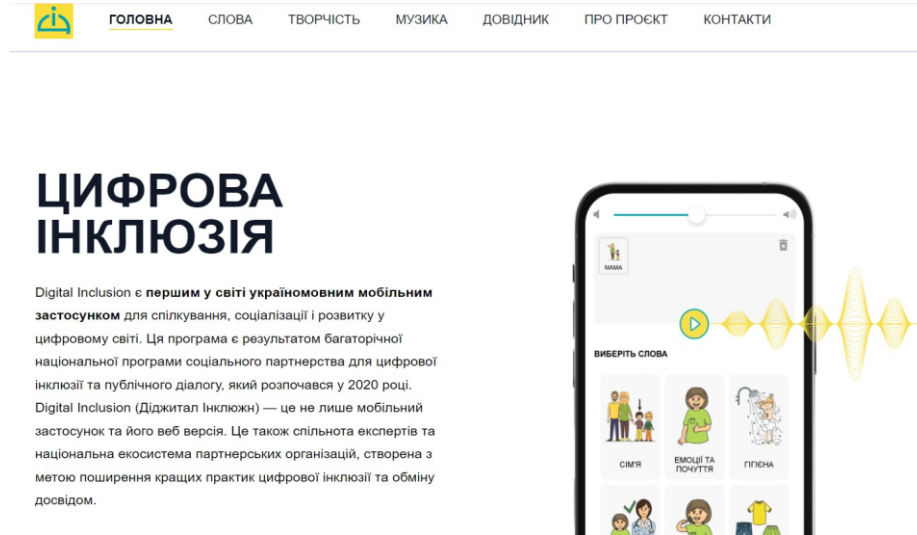 ГОЛОВНА СЛОВА ТВОРЧІСТЬ МУЗИКА ДОВІДНИК ПРО ПРОЄКТ КОНТАКТИ
ЦИФРОВА
ІНКЛЮЗІЯ
Digital Inclusion є першим у світі україномовним мобільним
застосунком для спілкування, соціалізації і розвитку у
цифровому світі. Ця програма є результатом багаторічної
національної програми соціального партнерства для цифрової
інклюзії та публічного діалогу, який розпочався у 2020 році.
Digital Inclusion (Діджитал Інклюжн) — це не лише мобільний
застосунок та його веб версія. Це також спільнота експертів та
національна екосистема партнерських організацій, створена з
метою поширення кращих практик цифрової інклюзії та обміну
досвідом.
МАМА
ВИБЕРІТЬ СЛОВА
СІМ'Я
ЕМОЦІЇ ТА
ПОЧУТТЯ
ГІГІЄНА